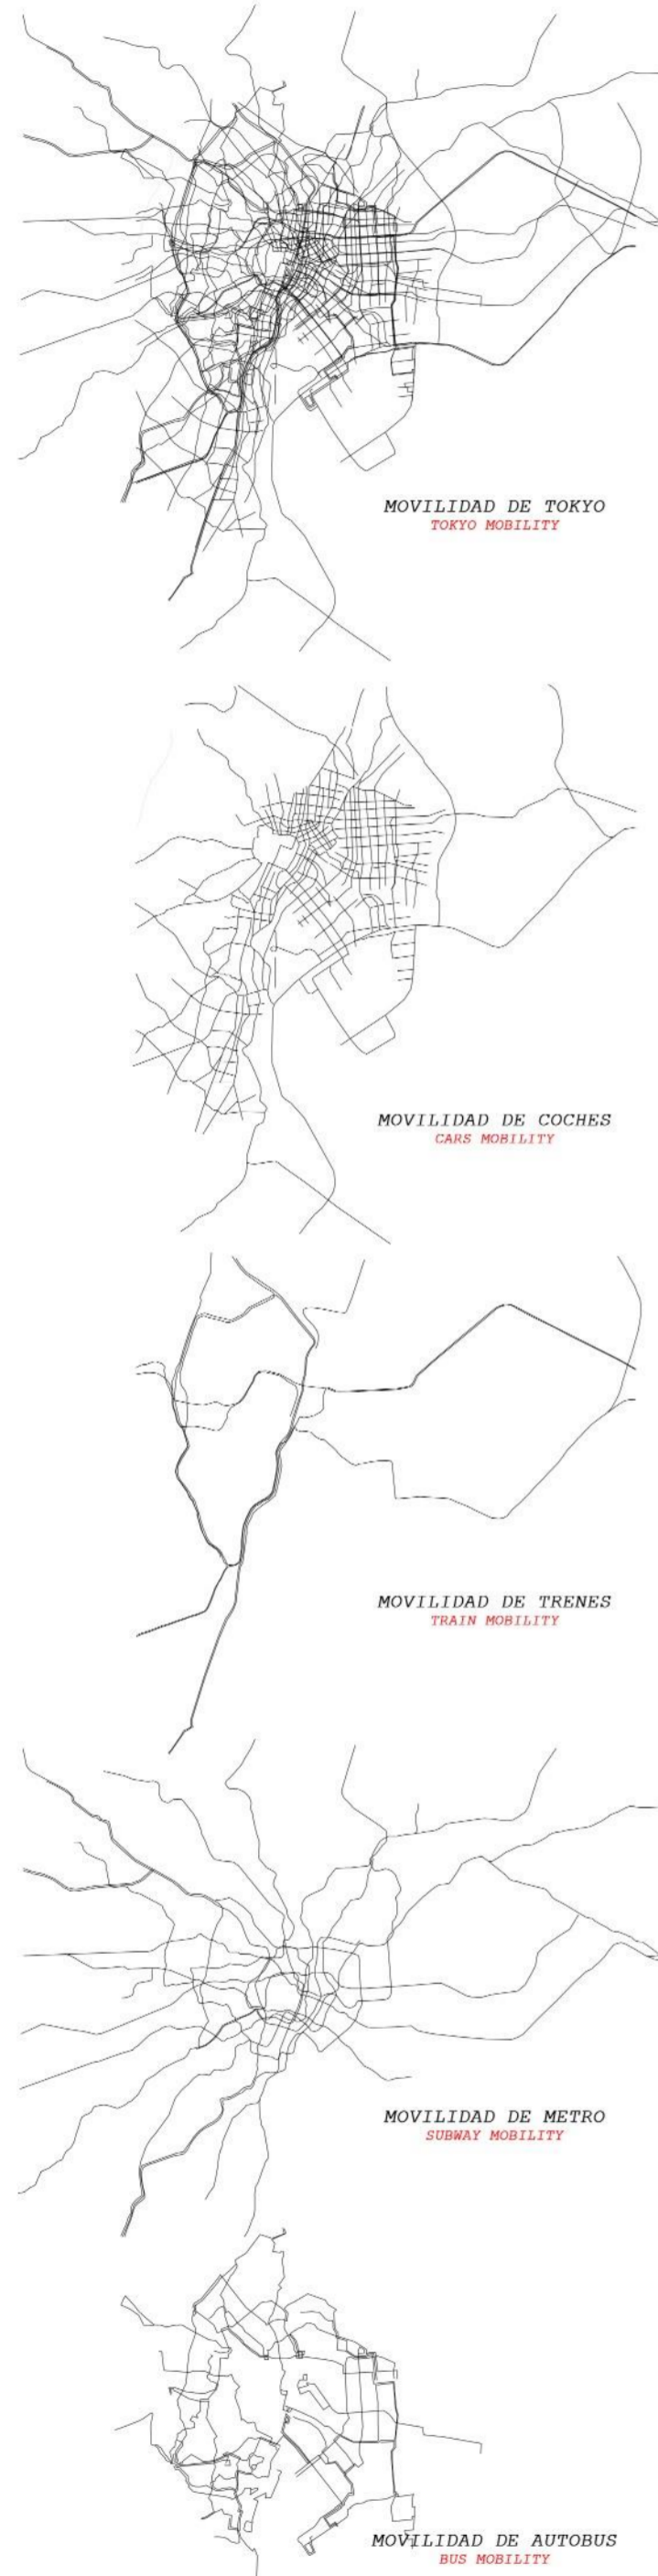 MOVILIDAD DE TOKYO
TOKYO MOBILITY
MOVILIDAD DE COCHES
CARS MOBILITY
MOVILIDAD DE TRENES
TRAIN MOBILITY
MOVILIDAD DE METRO
SUBWAY MOBILITY
MOVILIDAD DE AUTOBUS
BUS MOBILITY